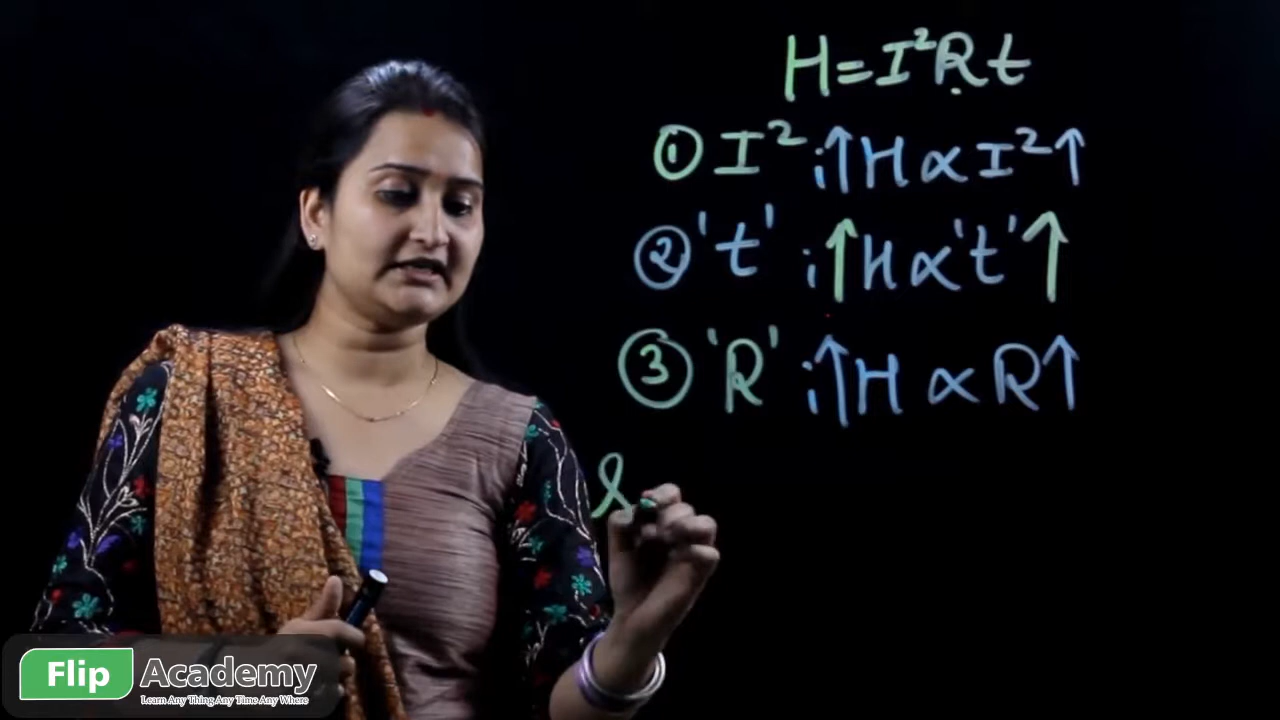 H=I²Rt
① I² i↑H∝I²↑
② 't' i↑H∝'t'↑
③ 'R' i↑H∝R↑
Flip Academy
Learn Any Thing Any Time Any Where